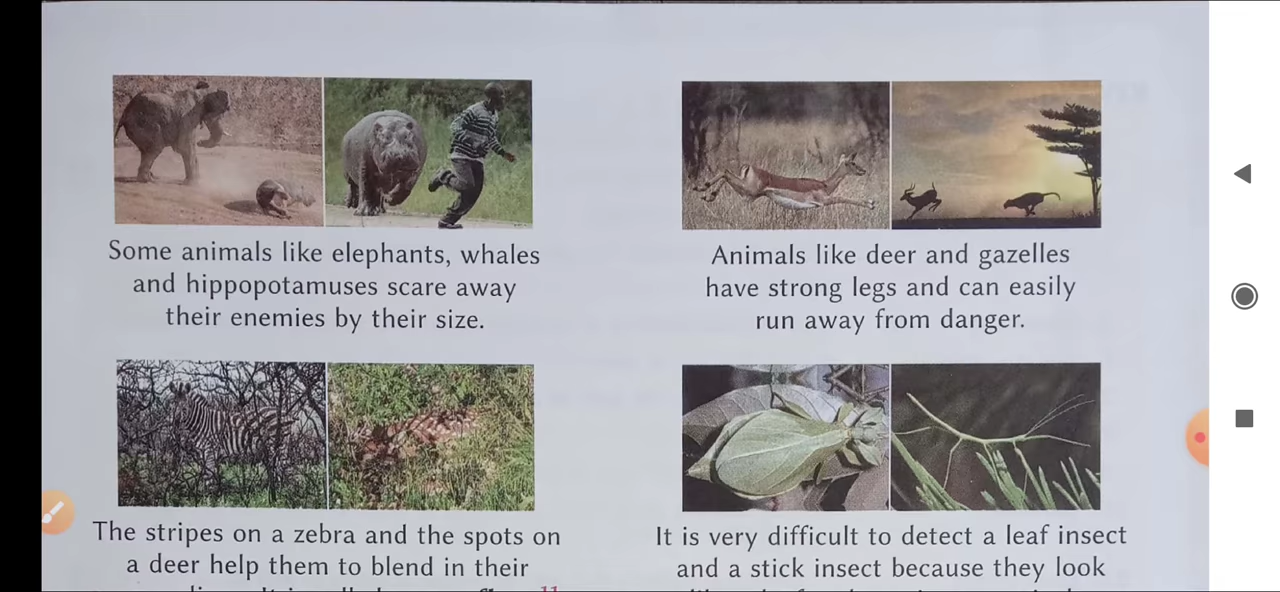 Some animals like elephants, whales
and hippopotamuses scare away
their enemies by their size.
Animals like deer and gazelles
have strong legs and can easily
run away from danger.
The stripes on a zebra and the spots on
a deer help them to blend in their
It is very difficult to detect a leaf insect
and a stick insect because they look